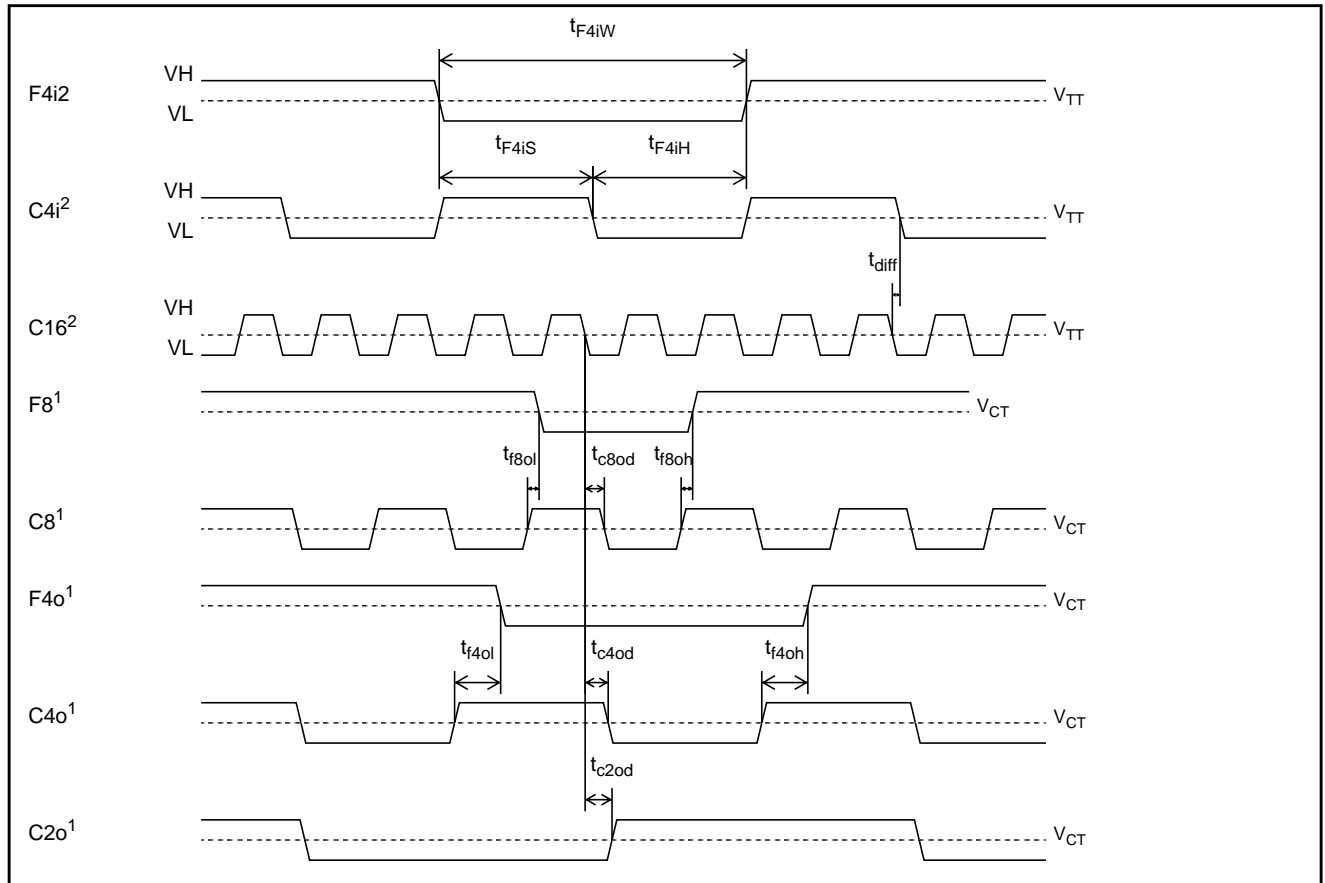 tF4iW
VH
F4i2
VTT
VL
tF4iS
tF4iH
VH
C4i²
VTT
VL
tdiff
VH
C16²
VTT
VL
F8¹
VCT
tf8ol
tc8od
tf8oh
C8¹
VCT
F4o¹
VCT
tf4ol
tc4od
tf4oh
C4o¹
VCT
tc2od
C2o¹
VCT